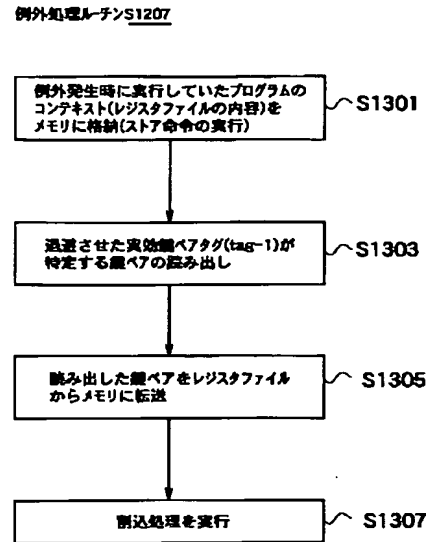 例外処理ルーチンS1207
例外発生時に実行していたプログラムの
コンテキスト(レジスタファイルの内容)を
メモリに格納(ストア命令の実行)
S1301
退避させた実効鍵ペアタグ(tag-1)が
特定する鍵ペアの読み出し
S1303
読み出した鍵ペアをレジスタファイル
からメモリに転送
S1305
割込処理を実行
S1307